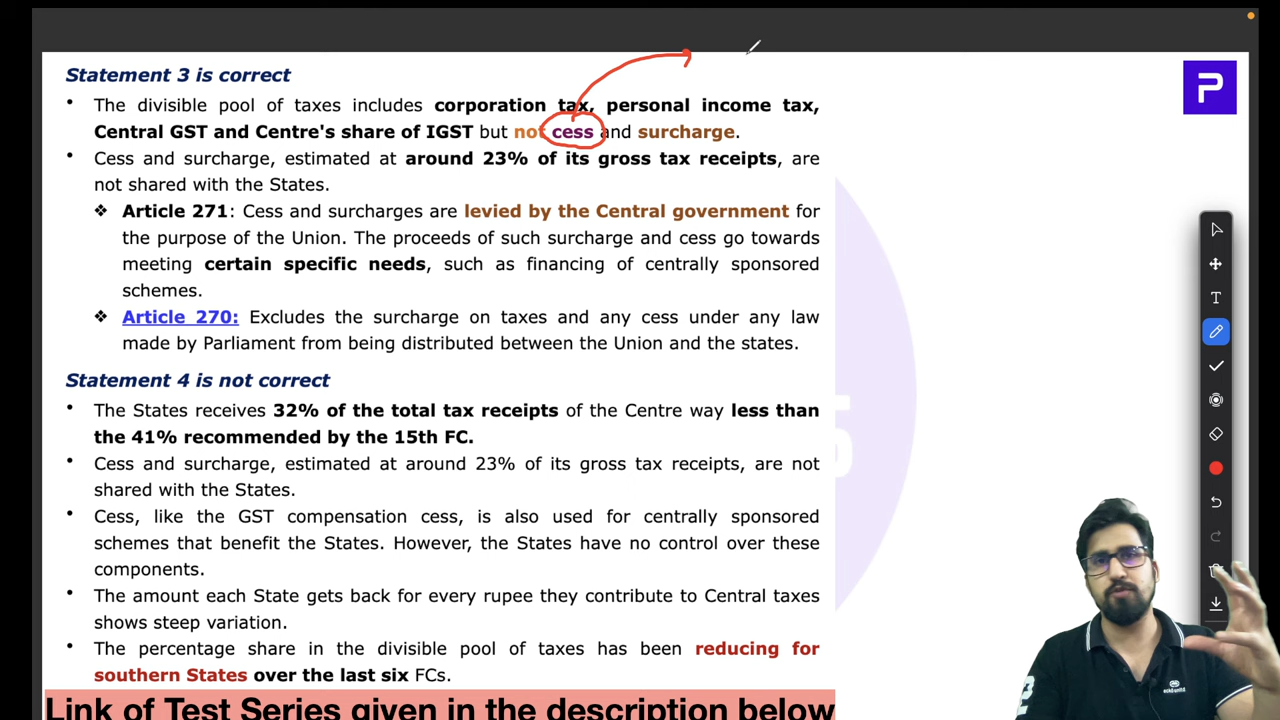 Statement 3 is correct
• The divisible pool of taxes includes corporation tax, personal income tax,
Central GST and Centre's share of IGST but not cess and surcharge.
• Cess and surcharge, estimated at around 23% of its gross tax receipts, are
not shared with the States.
❖ Article 271: Cess and surcharges are levied by the Central government for
the purpose of the Union. The proceeds of such surcharge and cess go towards
meeting certain specific needs, such as financing of centrally sponsored
schemes.
❖ Article 270: Excludes the surcharge on taxes and any cess under any law
made by Parliament from being distributed between the Union and the states.
Statement 4 is not correct
• The States receives 32% of the total tax receipts of the Centre way less than
the 41% recommended by the 15th FC.
• Cess and surcharge, estimated at around 23% of its gross tax receipts, are not
shared with the States.
• Cess, like the GST compensation cess, is also used for centrally sponsored
schemes that benefit the States. However, the States have no control over these
components.
• The amount each State gets back for every rupee they contribute to Central taxes
shows steep variation.
• The percentage share in the divisible pool of taxes has been reducing for
southern States over the last six FCs.
Link of Test Series given in the description below
P
T
2